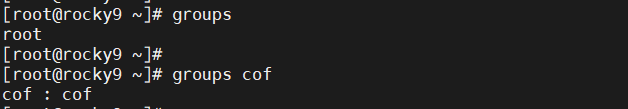 [root@rocky9 ~]# groups
root
[root@rocky9 ~]#
[root@rocky9 ~]# groups cof
cof : cof